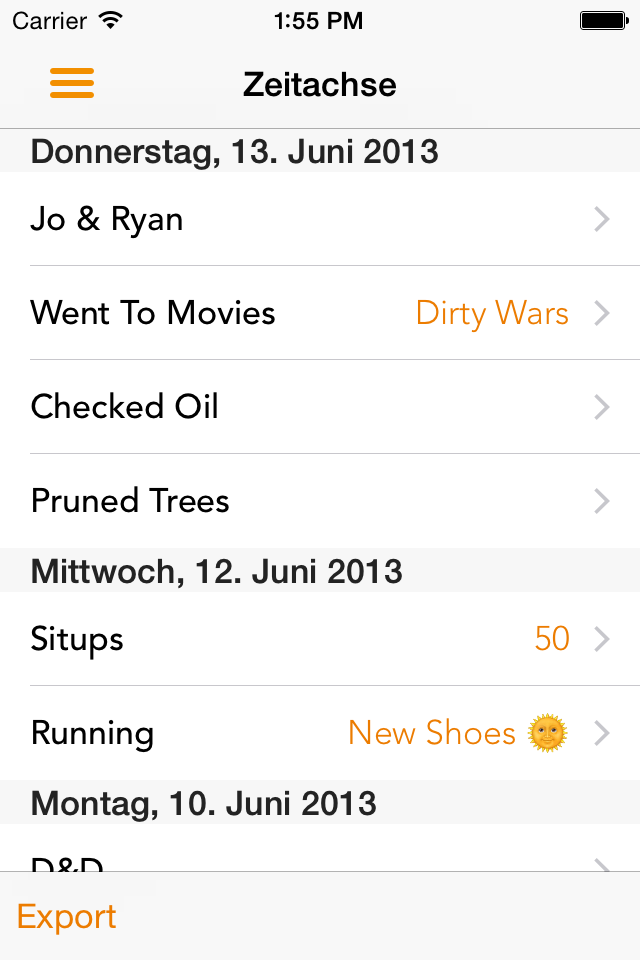 Carrier 1:55 PM
Zeitachse
Donnerstag, 13. Juni 2013
Jo & Ryan
Went To Movies Dirty Wars
Checked Oil
Pruned Trees
Mittwoch, 12. Juni 2013
Situps 50
Running New Shoes 🌞
Montag, 10. Juni 2013
D&D
Export